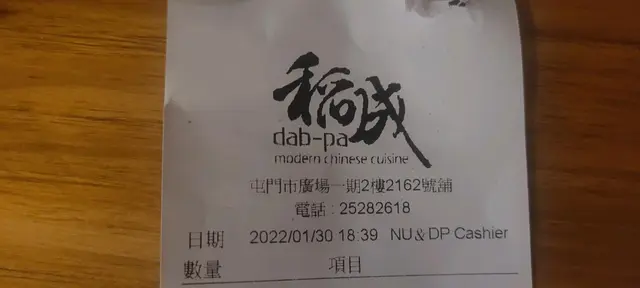 稻成
dab-pa
modern chinese cuisine
屯門市廣場一期2樓2162號舖
電話 : 25282618
日期 2022/01/30 18:39 NU&DP Cashier
數量 項目